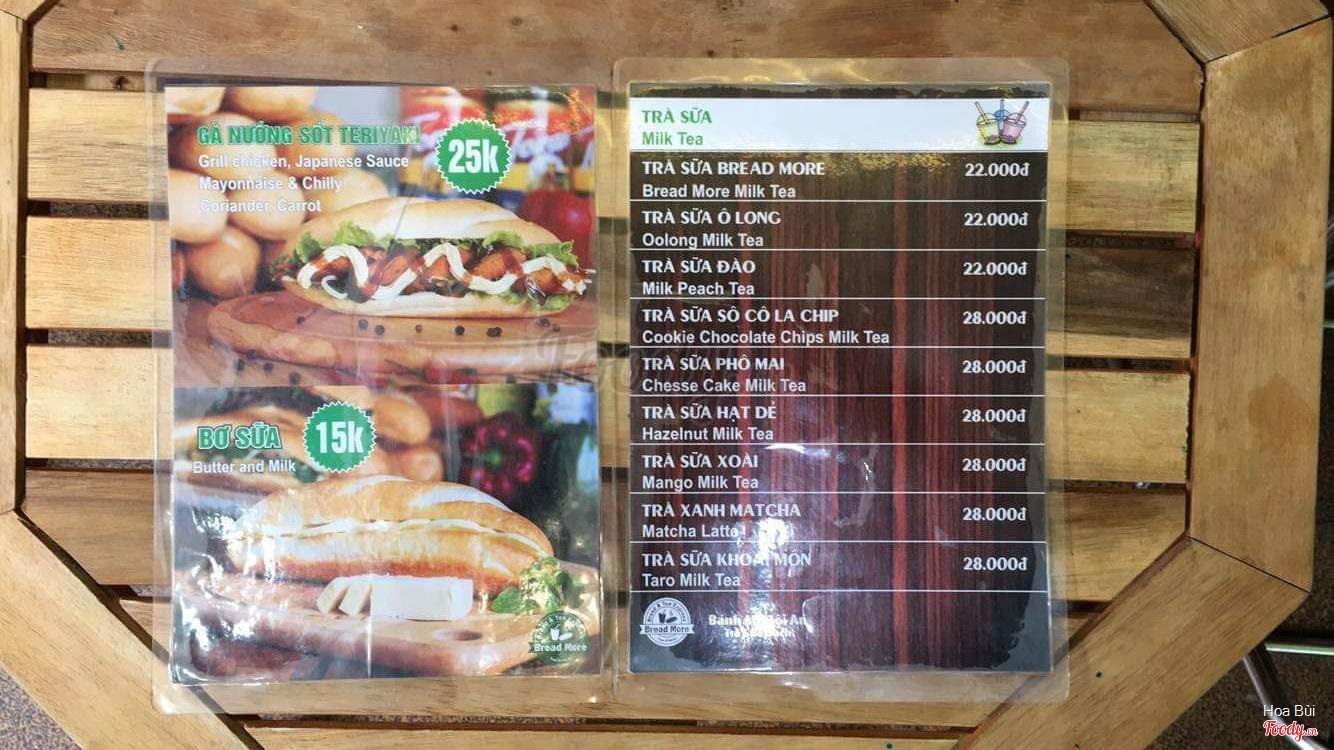 GÀ NƯỚNG SỐT TERIYAKI
25k
Grill chicken, Japanese Sauce
Mayonnaise & Chilly
Coriander, Carrot
BƠ SỮA
15k
Butter and Milk
Bread More
TRÀ SỮA
Milk Tea
TRÀ SỮA BREAD MORE 22.000đ
Bread More Milk Tea
TRÀ SỮA Ô LONG 22.000đ
Oolong Milk Tea
TRÀ SỮA ĐÀO 22.000đ
Milk Peach Tea
TRÀ SỮA SÔ CÔ LA CHIP 28.000đ
Cookie Chocolate Chips Milk Tea
TRÀ SỮA PHÔ MAI 28.000đ
Chesse Cake Milk Tea
TRÀ SỮA HẠT DẺ 28.000đ
Hazelnut Milk Tea
TRÀ SỮA XOÀI 28.000đ
Mango Milk Tea
TRÀ XANH MATCHA 28.000đ
Matcha Latte
TRÀ SỮA KHOAI MÔN 28.000đ
Taro Milk Tea
Bread More
Bánh An
Hoa Bùi
Foody.vn